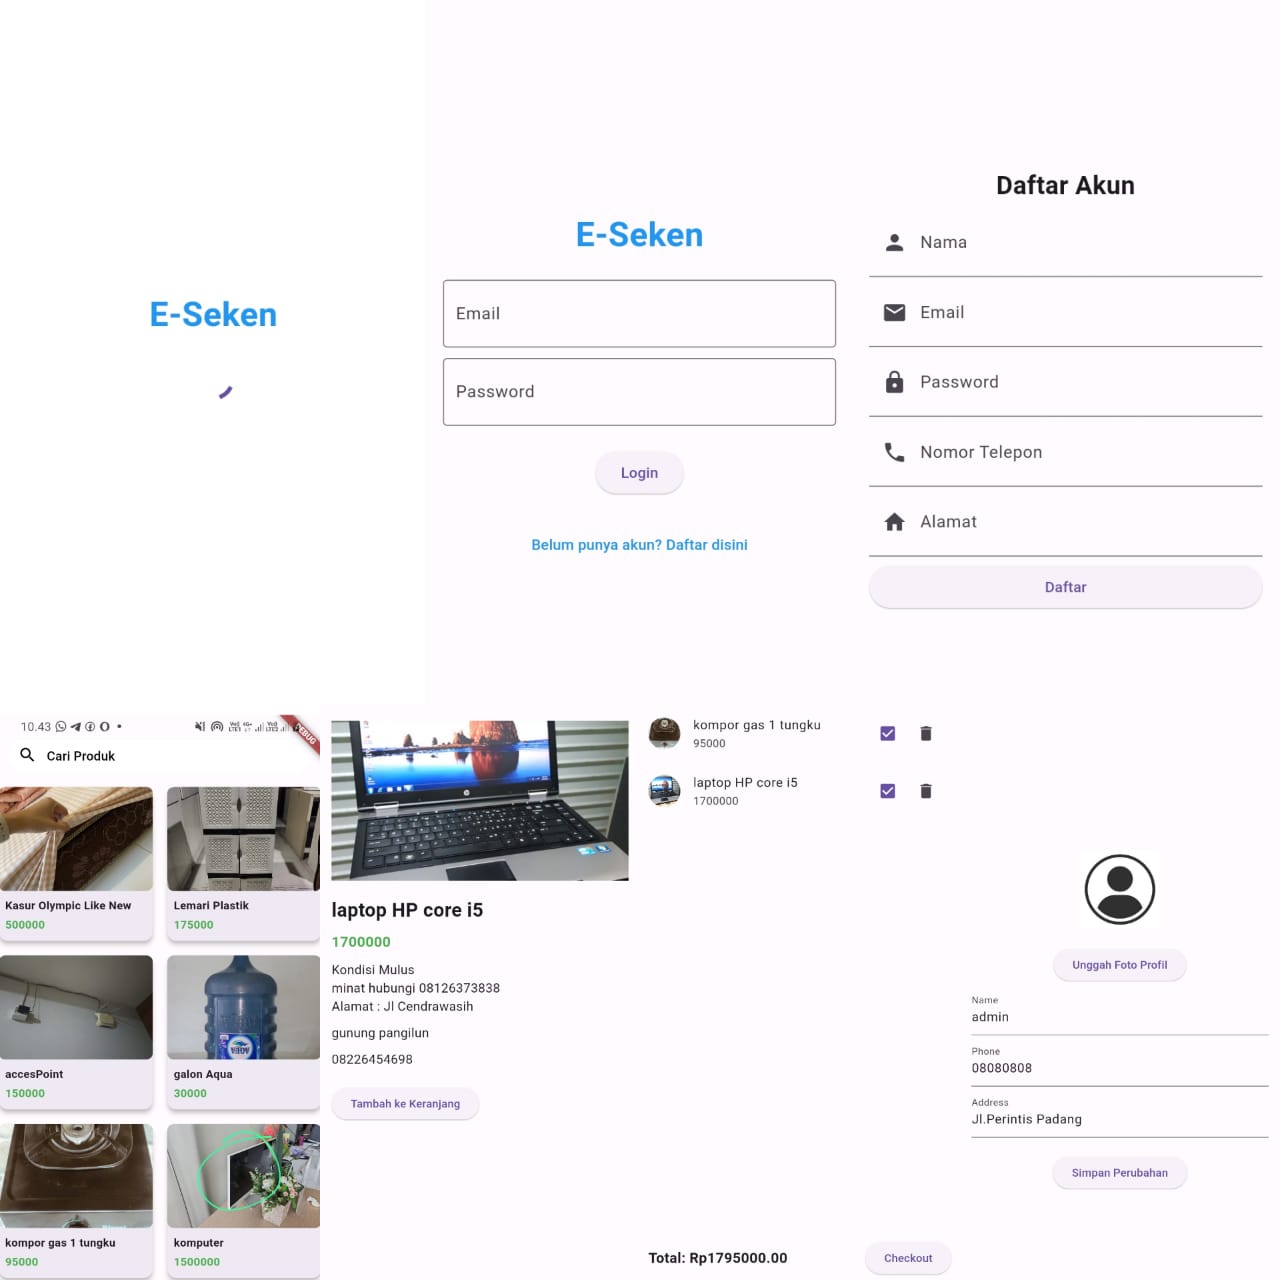 E-Seken
E-Seken
Email
Password
Login
Belum punya akun? Daftar disini
Daftar Akun
Nama
Email
Password
Nomor Telepon
Alamat
Daftar
10.43
DEBUG
Cari Produk
Kasur Olympic Like New
500000
Lemari Plastik
175000
accesPoint
150000
galon Aqua
30000
kompor gas 1 tungku
95000
komputer
1500000
laptop HP core i5
1700000
Kondisi Mulus
minat hubungi 08126373838
Alamat : Jl Cendrawasih
gunung pangilun
08226454698
Tambah ke Keranjang
kompor gas 1 tungku
95000
laptop HP core i5
1700000
Total: Rp1795000.00
Checkout
Unggah Foto Profil
Name
admin
Phone
08080808
Address
Jl.Perintis Padang
Simpan Perubahan